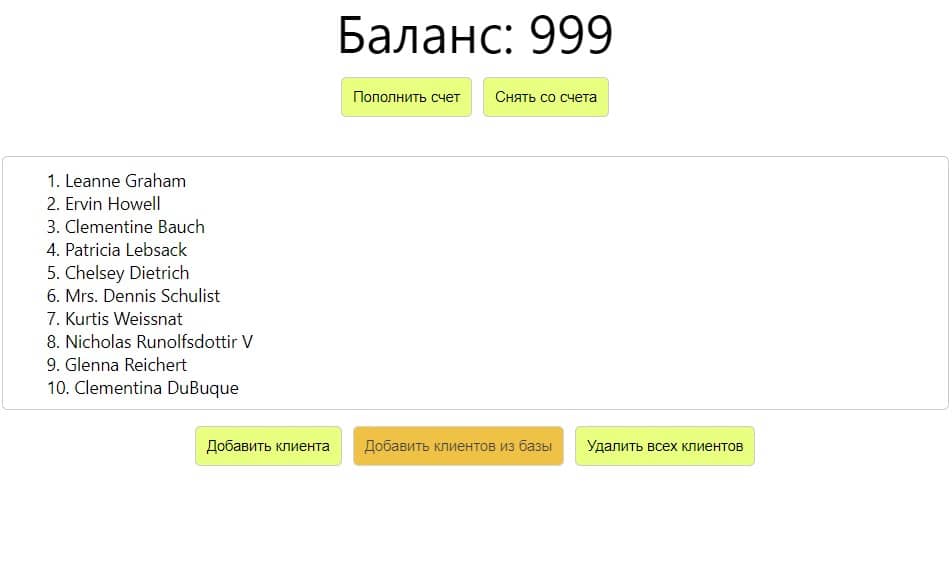 Баланс: 999
Пополнить счет Снять со счета
1. Leanne Graham
2. Ervin Howell
3. Clementine Bauch
4. Patricia Lebsack
5. Chelsey Dietrich
6. Mrs. Dennis Schulist
7. Kurtis Weissnat
8. Nicholas Runolfsdottir V
9. Glenna Reichert
10. Clementina DuBuque
Добавить клиента Добавить клиентов из базы Удалить всех клиентов